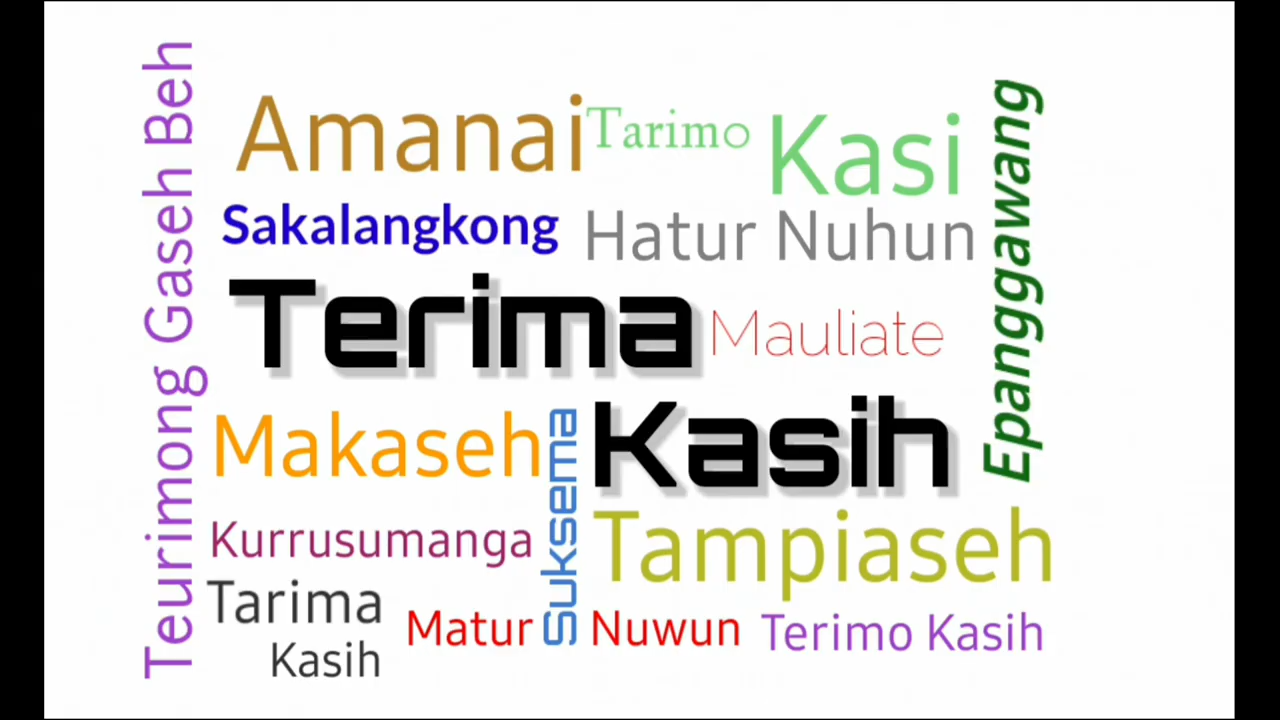 Teurimong Gaseh Beh
Amanai
Tarimo Kasi
Epanggawang
Sakalangkong
Hatur Nuhun
Terima
Mauliate
Kasih
Makaseh
Suksema
Kurrusumanga
Tampiaseh
Tarima
Kasih
Matur Nuwun
Terimo Kasih